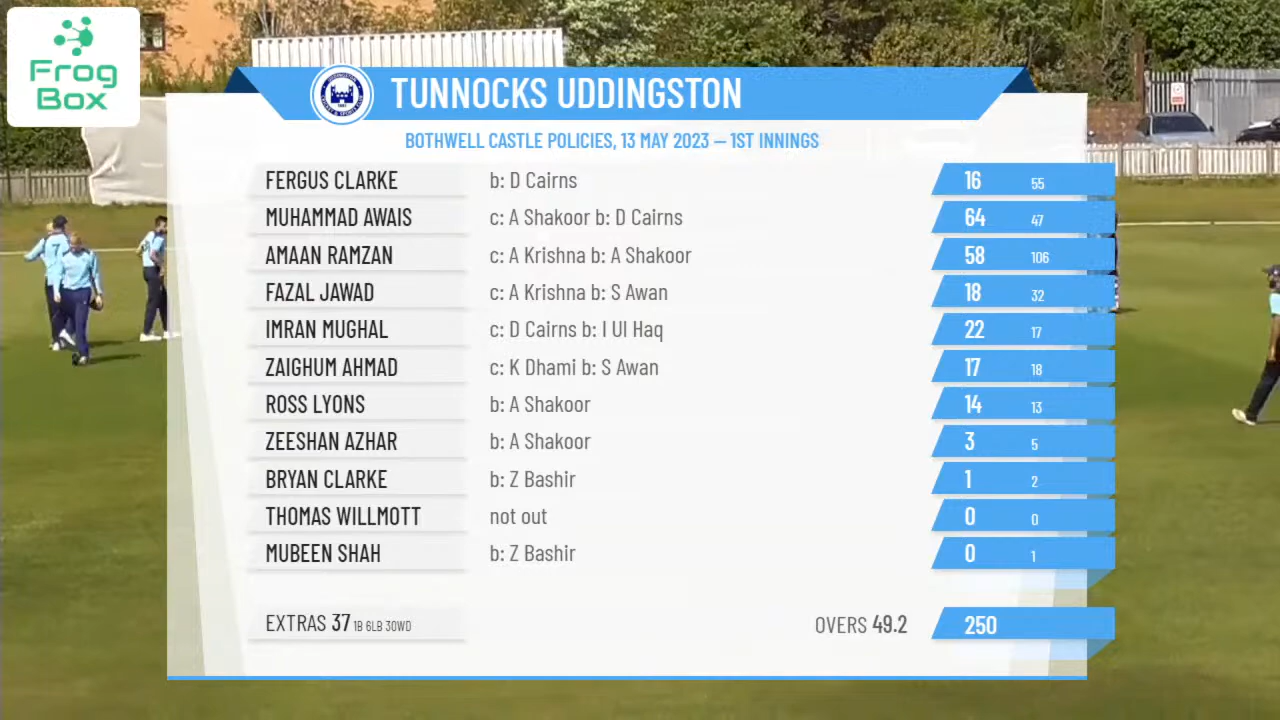 Frog
Box
TUNNOCKS UDDINGSTON
BOTHWELL CASTLE POLICIES, 13 MAY 2023 – 1ST INNINGS
FERGUS CLARKE b: D Cairns 16 55
MUHAMMAD AWAIS c: A Shakoor b: D Cairns 64 47
AMAAN RAMZAN c: A Krishna b: A Shakoor 58 106
FAZAL JAWAD c: A Krishna b: S Awan 18 32
IMRAN MUGHAL c: D Cairns b: I Ul Haq 22 17
ZAIGHUM AHMAD c: K Dhami b: S Awan 17 18
ROSS LYONS b: A Shakoor 14 13
ZEESHAN AZHAR b: A Shakoor 3 5
BRYAN CLARKE b: Z Bashir 1 2
THOMAS WILLMOTT not out 0 0
MUBEEN SHAH b: Z Bashir 0 1
EXTRAS 37 1B 6LB 30WD OVERS 49.2 250